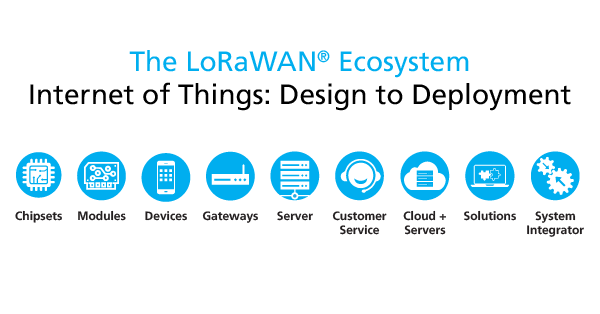 The LoRaWAN® Ecosystem
Internet of Things: Design to Deployment
Chipsets
Modules
Devices
Gateways
Server
Customer
Service
Cloud +
Servers
Solutions
System
Integrator